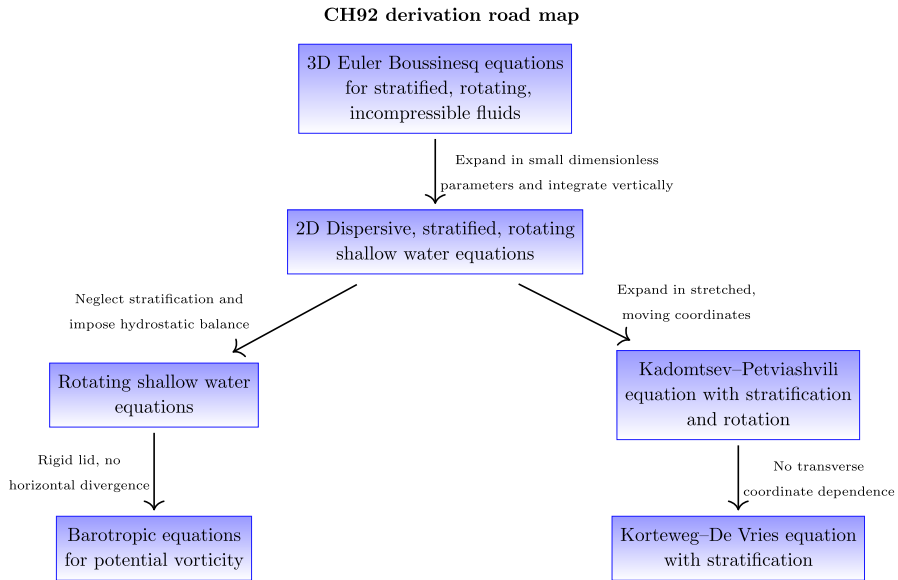 CH92 derivation road map
3D Euler Boussinesq equations
for stratified, rotating,
incompressible fluids
Expand in small dimensionless
parameters and integrate vertically
2D Dispersive, stratified, rotating
shallow water equations
Neglect stratification and
impose hydrostatic balance
Expand in stretched,
moving coordinates
Rotating shallow water
equations
Kadomtsev–Petviashvili
equation with stratification
and rotation
Rigid lid, no
horizontal divergence
No transverse
coordinate dependence
Barotropic equations
for potential vorticity
Korteweg–De Vries equation
with stratification